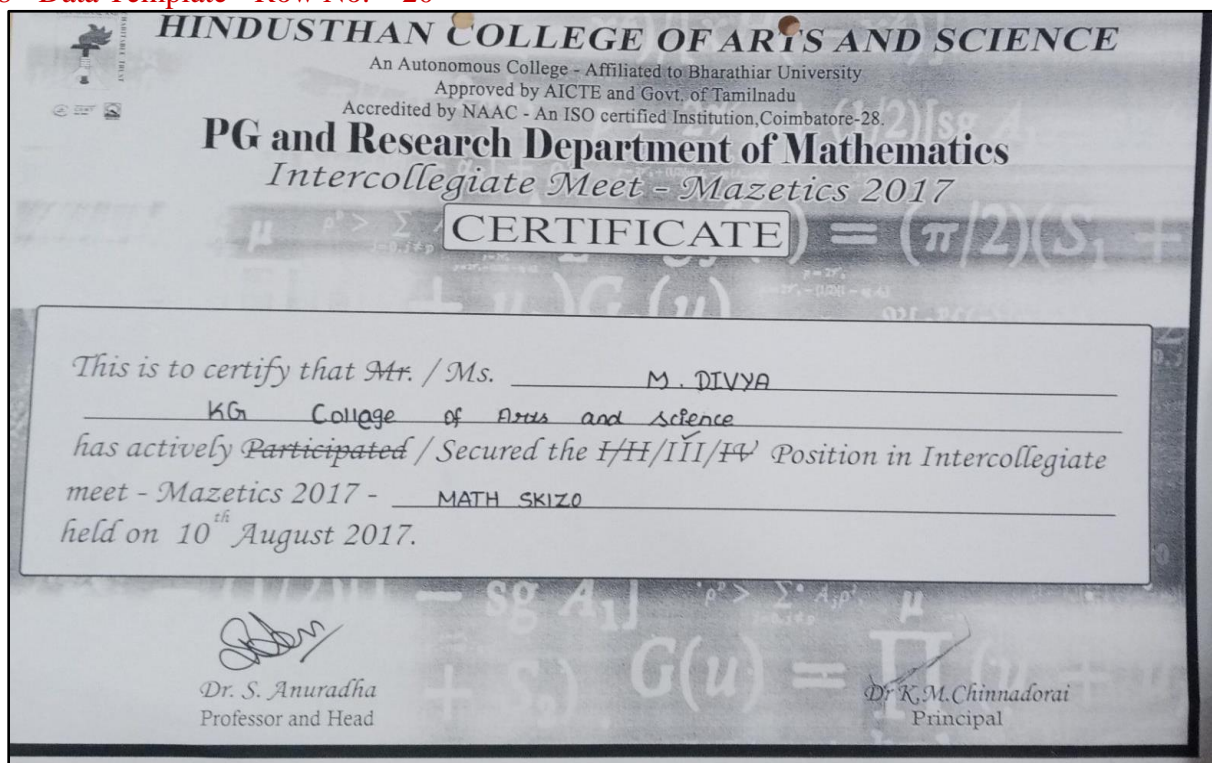 Data Template - Row No. - 20
HINDUSTHAN COLLEGE OF ARTS AND SCIENCE
An Autonomous College - Affiliated to Bharathiar University
Approved by AICTE and Govt. of Tamilnadu
Accredited by NAAC - An ISO certified Institution,Coimbatore-28.
PG and Research Department of Mathematics
Intercollegiate Meet - Mazetics 2017
CERTIFICATE
This is to certify that Mr. / Ms. M. DIVYA
KG College of Arts and Science
has actively Participated / Secured the I/II/III/IV Position in Intercollegiate
meet - Mazetics 2017 - MATH SKIZO
held on 10th August 2017.
Dr. S. Anuradha
Professor and Head
Dr K.M.Chinnadorai
Principal